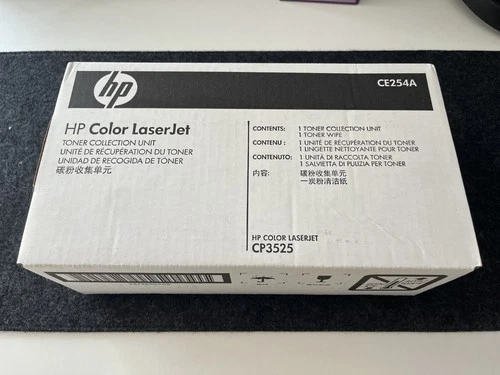 hp
CE254A
HP Color LaserJet
TONER COLLECTION UNIT
UNITÉ DE RÉCUPÉRATION DU TONER
UNIDAD DE RECOGIDA DE TÓNER
碳粉收集单元
CONTENTS: 1 TONER COLLECTION UNIT
1 TONER WIPE
CONTENU : 1 UNITÉ DE RÉCUPÉRATION DU TONER
1 LINGETTE NETTOYANTE POUR TONER
CONTENUTO: 1 UNITÀ DI RACCOLTA TONER
1 SALVIETTA DI PULIZIA PER TONER
内容: 碳粉收集单元
一炭粉清洁纸
HP COLOR LASERJET
CP3525